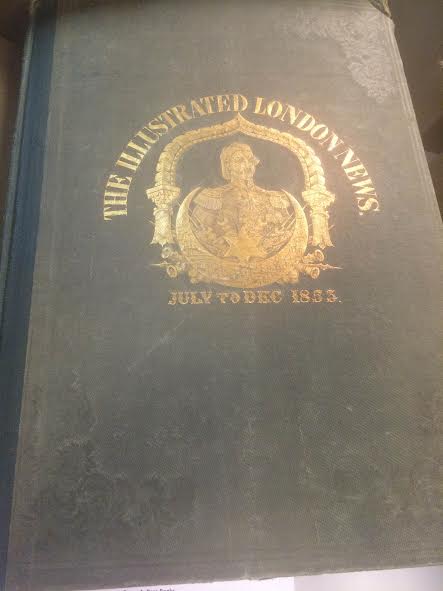 THE ILLUSTRATED LONDON NEWS.
JULY TO DEC 1853.